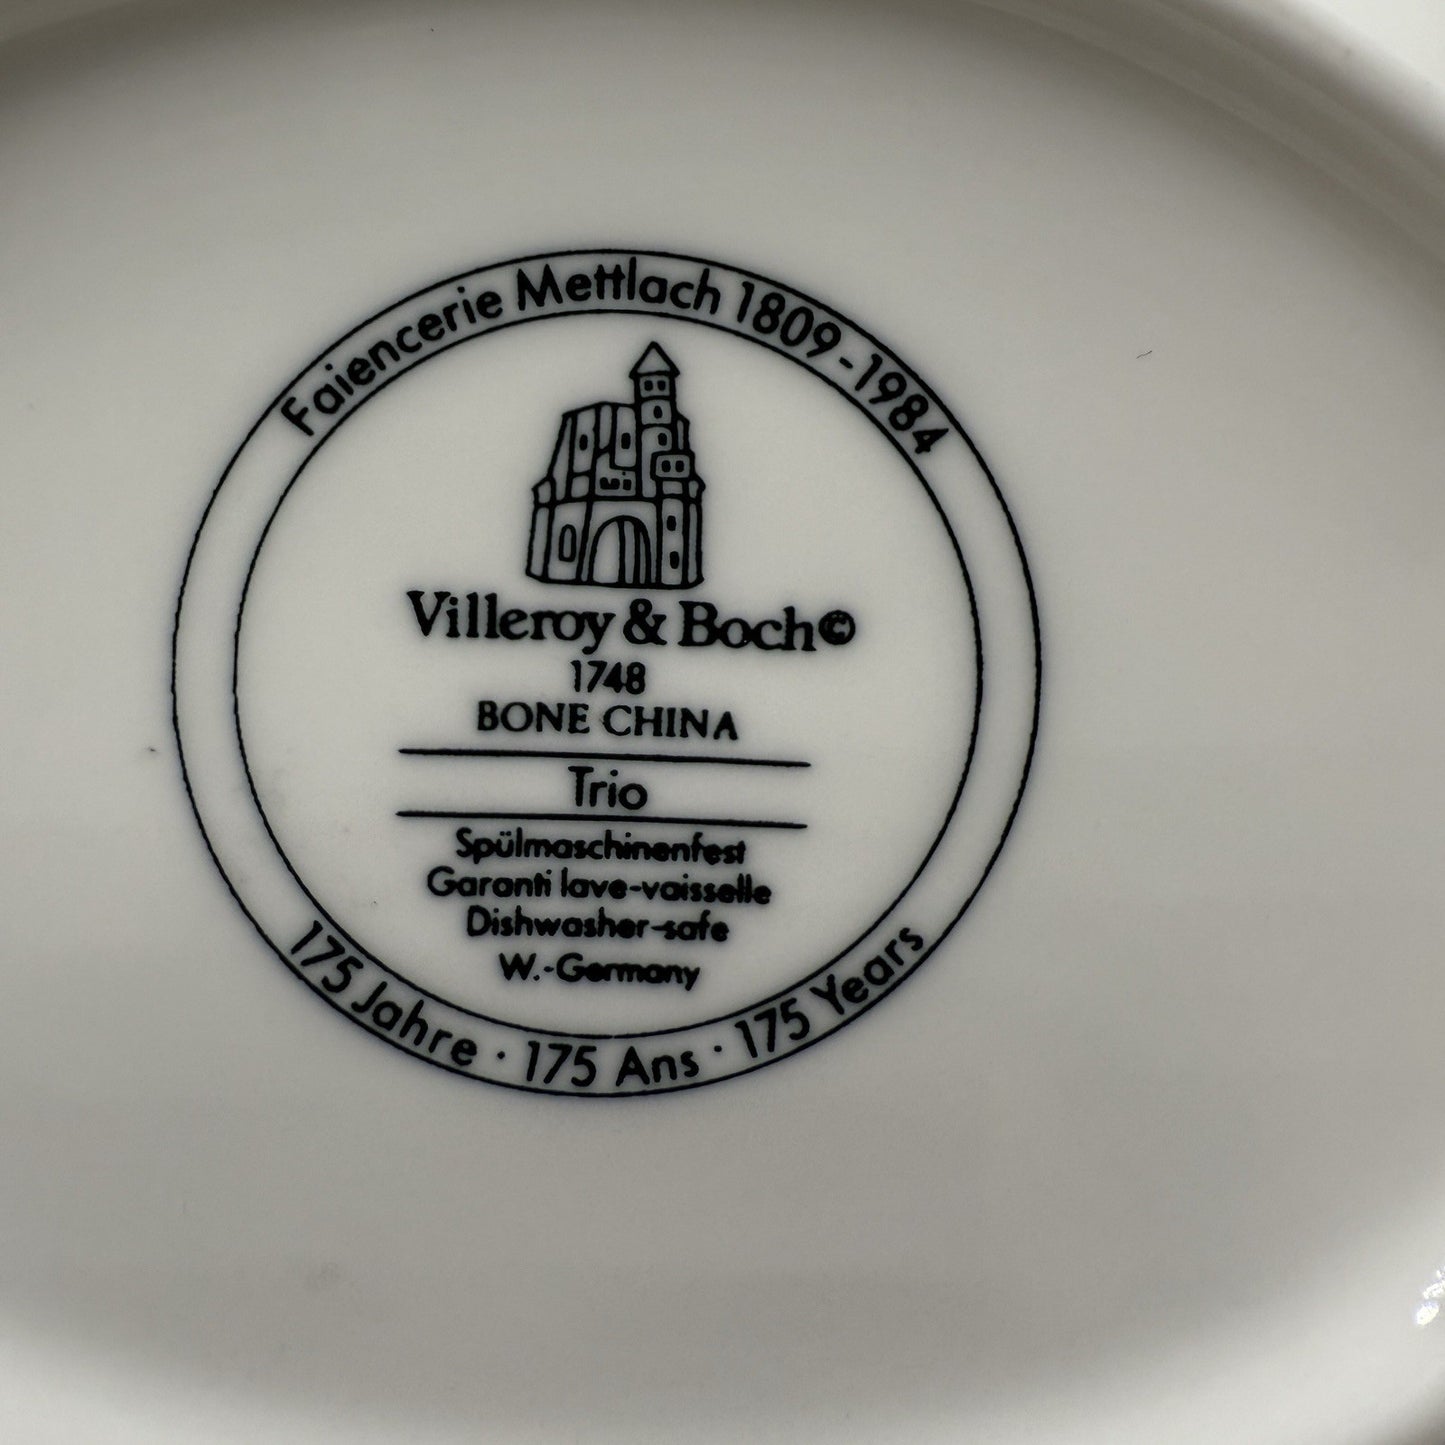 Faiencerie Mettlach 1809-1984
Villeroy & Boch©
1748
BONE CHINA
Trio
Spülmaschinenfest
Garanti lave-vaisselle
Dishwasher-safe
W.-Germany
175 Jahre · 175 Ans · 175 Years